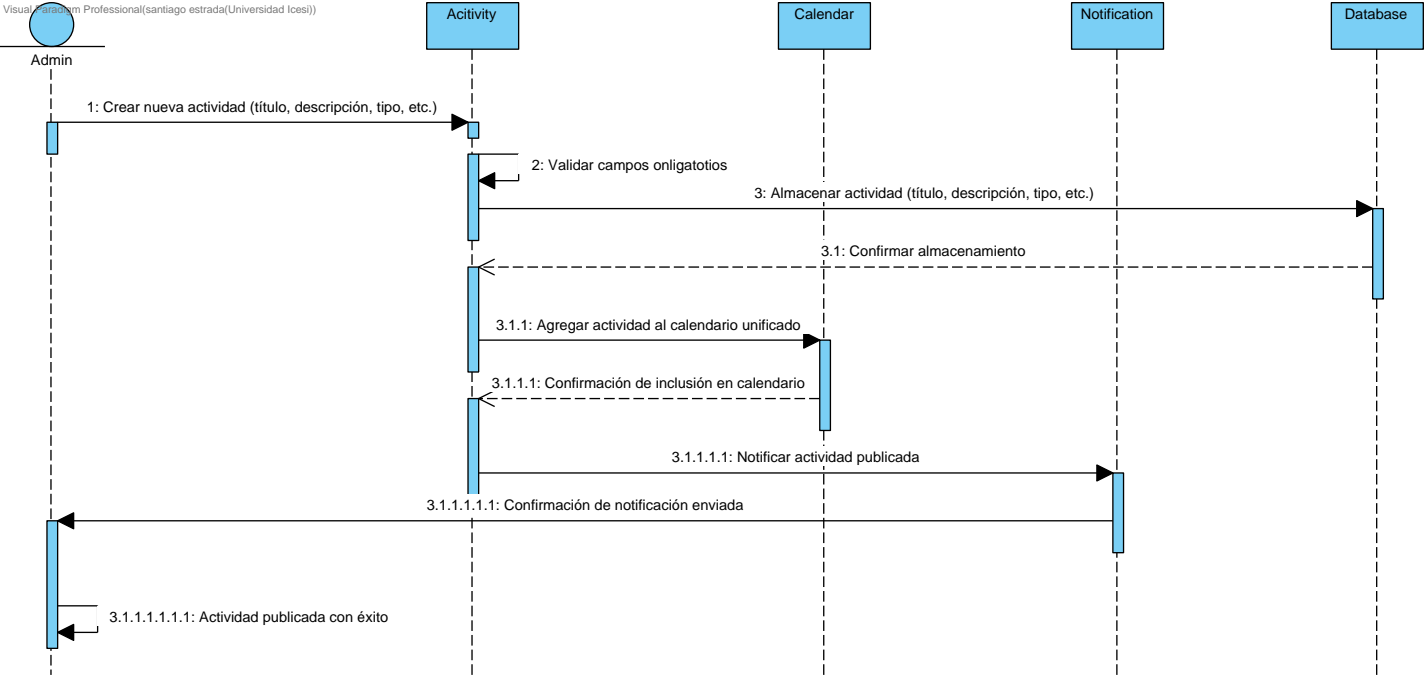 Visual Paradigm Professional(santiago estrada(Universidad Icesi))
Admin
Acitivity
Calendar
Notification
Database
1: Crear nueva actividad (título, descripción, tipo, etc.)
2: Validar campos onligatotios
3: Almacenar actividad (título, descripción, tipo, etc.)
3.1: Confirmar almacenamiento
3.1.1: Agregar actividad al calendario unificado
3.1.1.1: Confirmación de inclusión en calendario
3.1.1.1.1: Notificar actividad publicada
3.1.1.1.1.1: Confirmación de notificación enviada
3.1.1.1.1.1.1: Actividad publicada con éxito